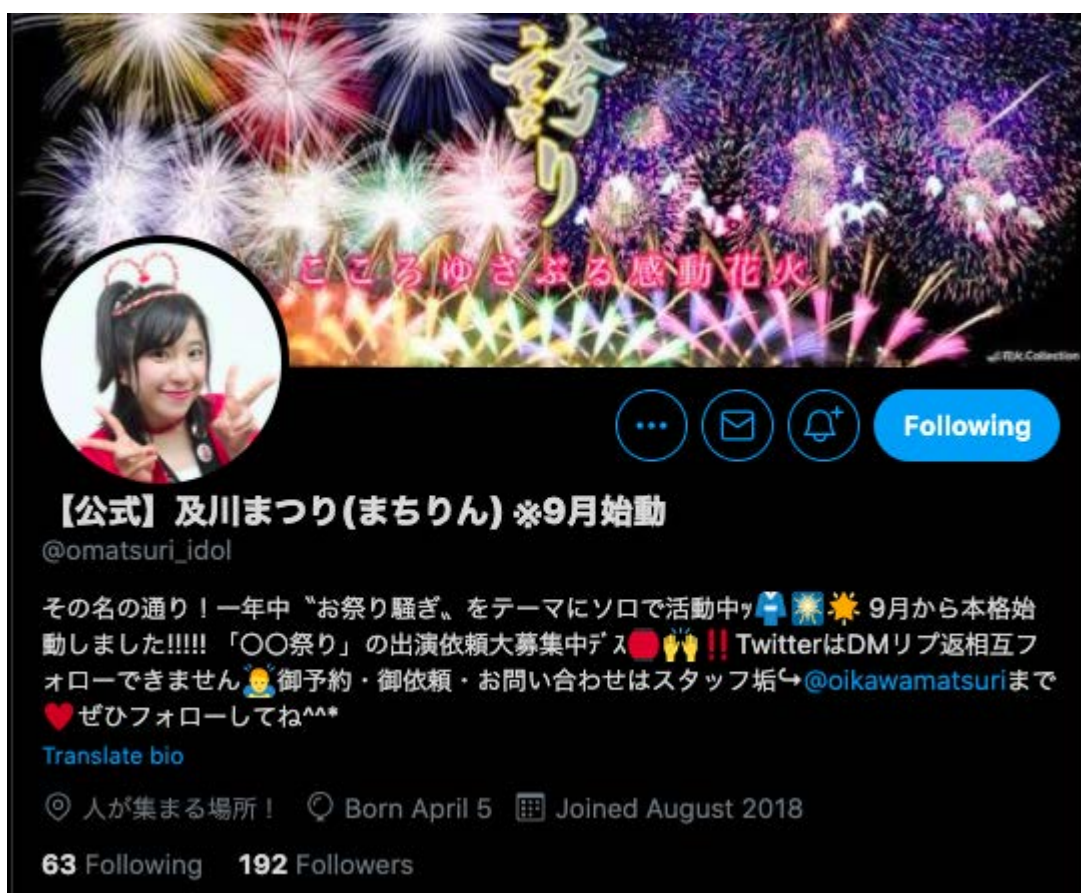 誇り
こころゆさぶる感動花火
花火Collection
Following
【公式】及川まつり(まちりん) ※9月始動
@omatsuri_idol
その名の通り！一年中〝お祭り騒ぎ〟をテーマにソロで活動中ｯ👘🎆🌟 9月から本格始
動しました!!!!! 「〇〇祭り」の出演依頼大募集中ﾃﾞｽ🏮🙌‼️TwitterはDMリプ返相互フ
ォローできません🙇御予約・御依頼・お問い合わせはスタッフ垢↪@oikawamatsuriまで
♥ぜひフォローしてね^^*
Translate bio
人が集まる場所！ Born April 5 Joined August 2018
63 Following 192 Followers